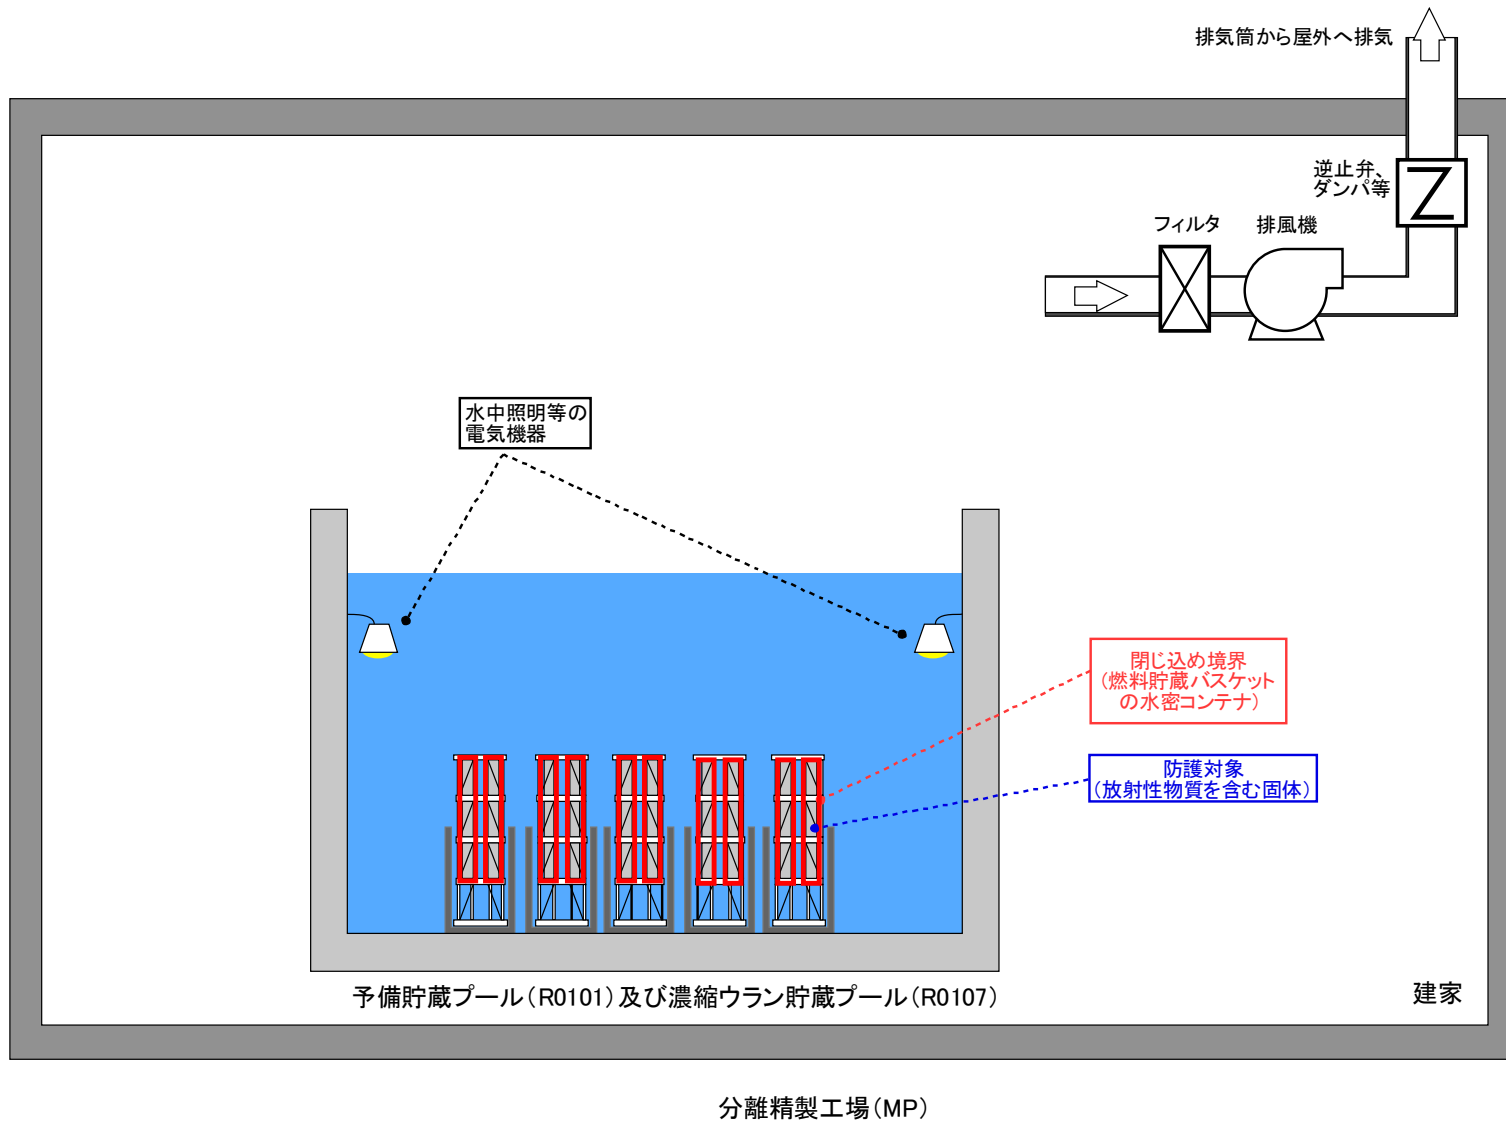 排気筒から屋外へ排気
逆止弁、
ダンパ等
フィルタ
排風機
水中照明等の
電気機器
閉じ込め境界
(燃料貯蔵バスケット
の水密コンテナ)
防護対象
(放射性物質を含む固体)
予備貯蔵プール(R0101)及び濃縮ウラン貯蔵プール(R0107)
建家
分離精製工場(MP)